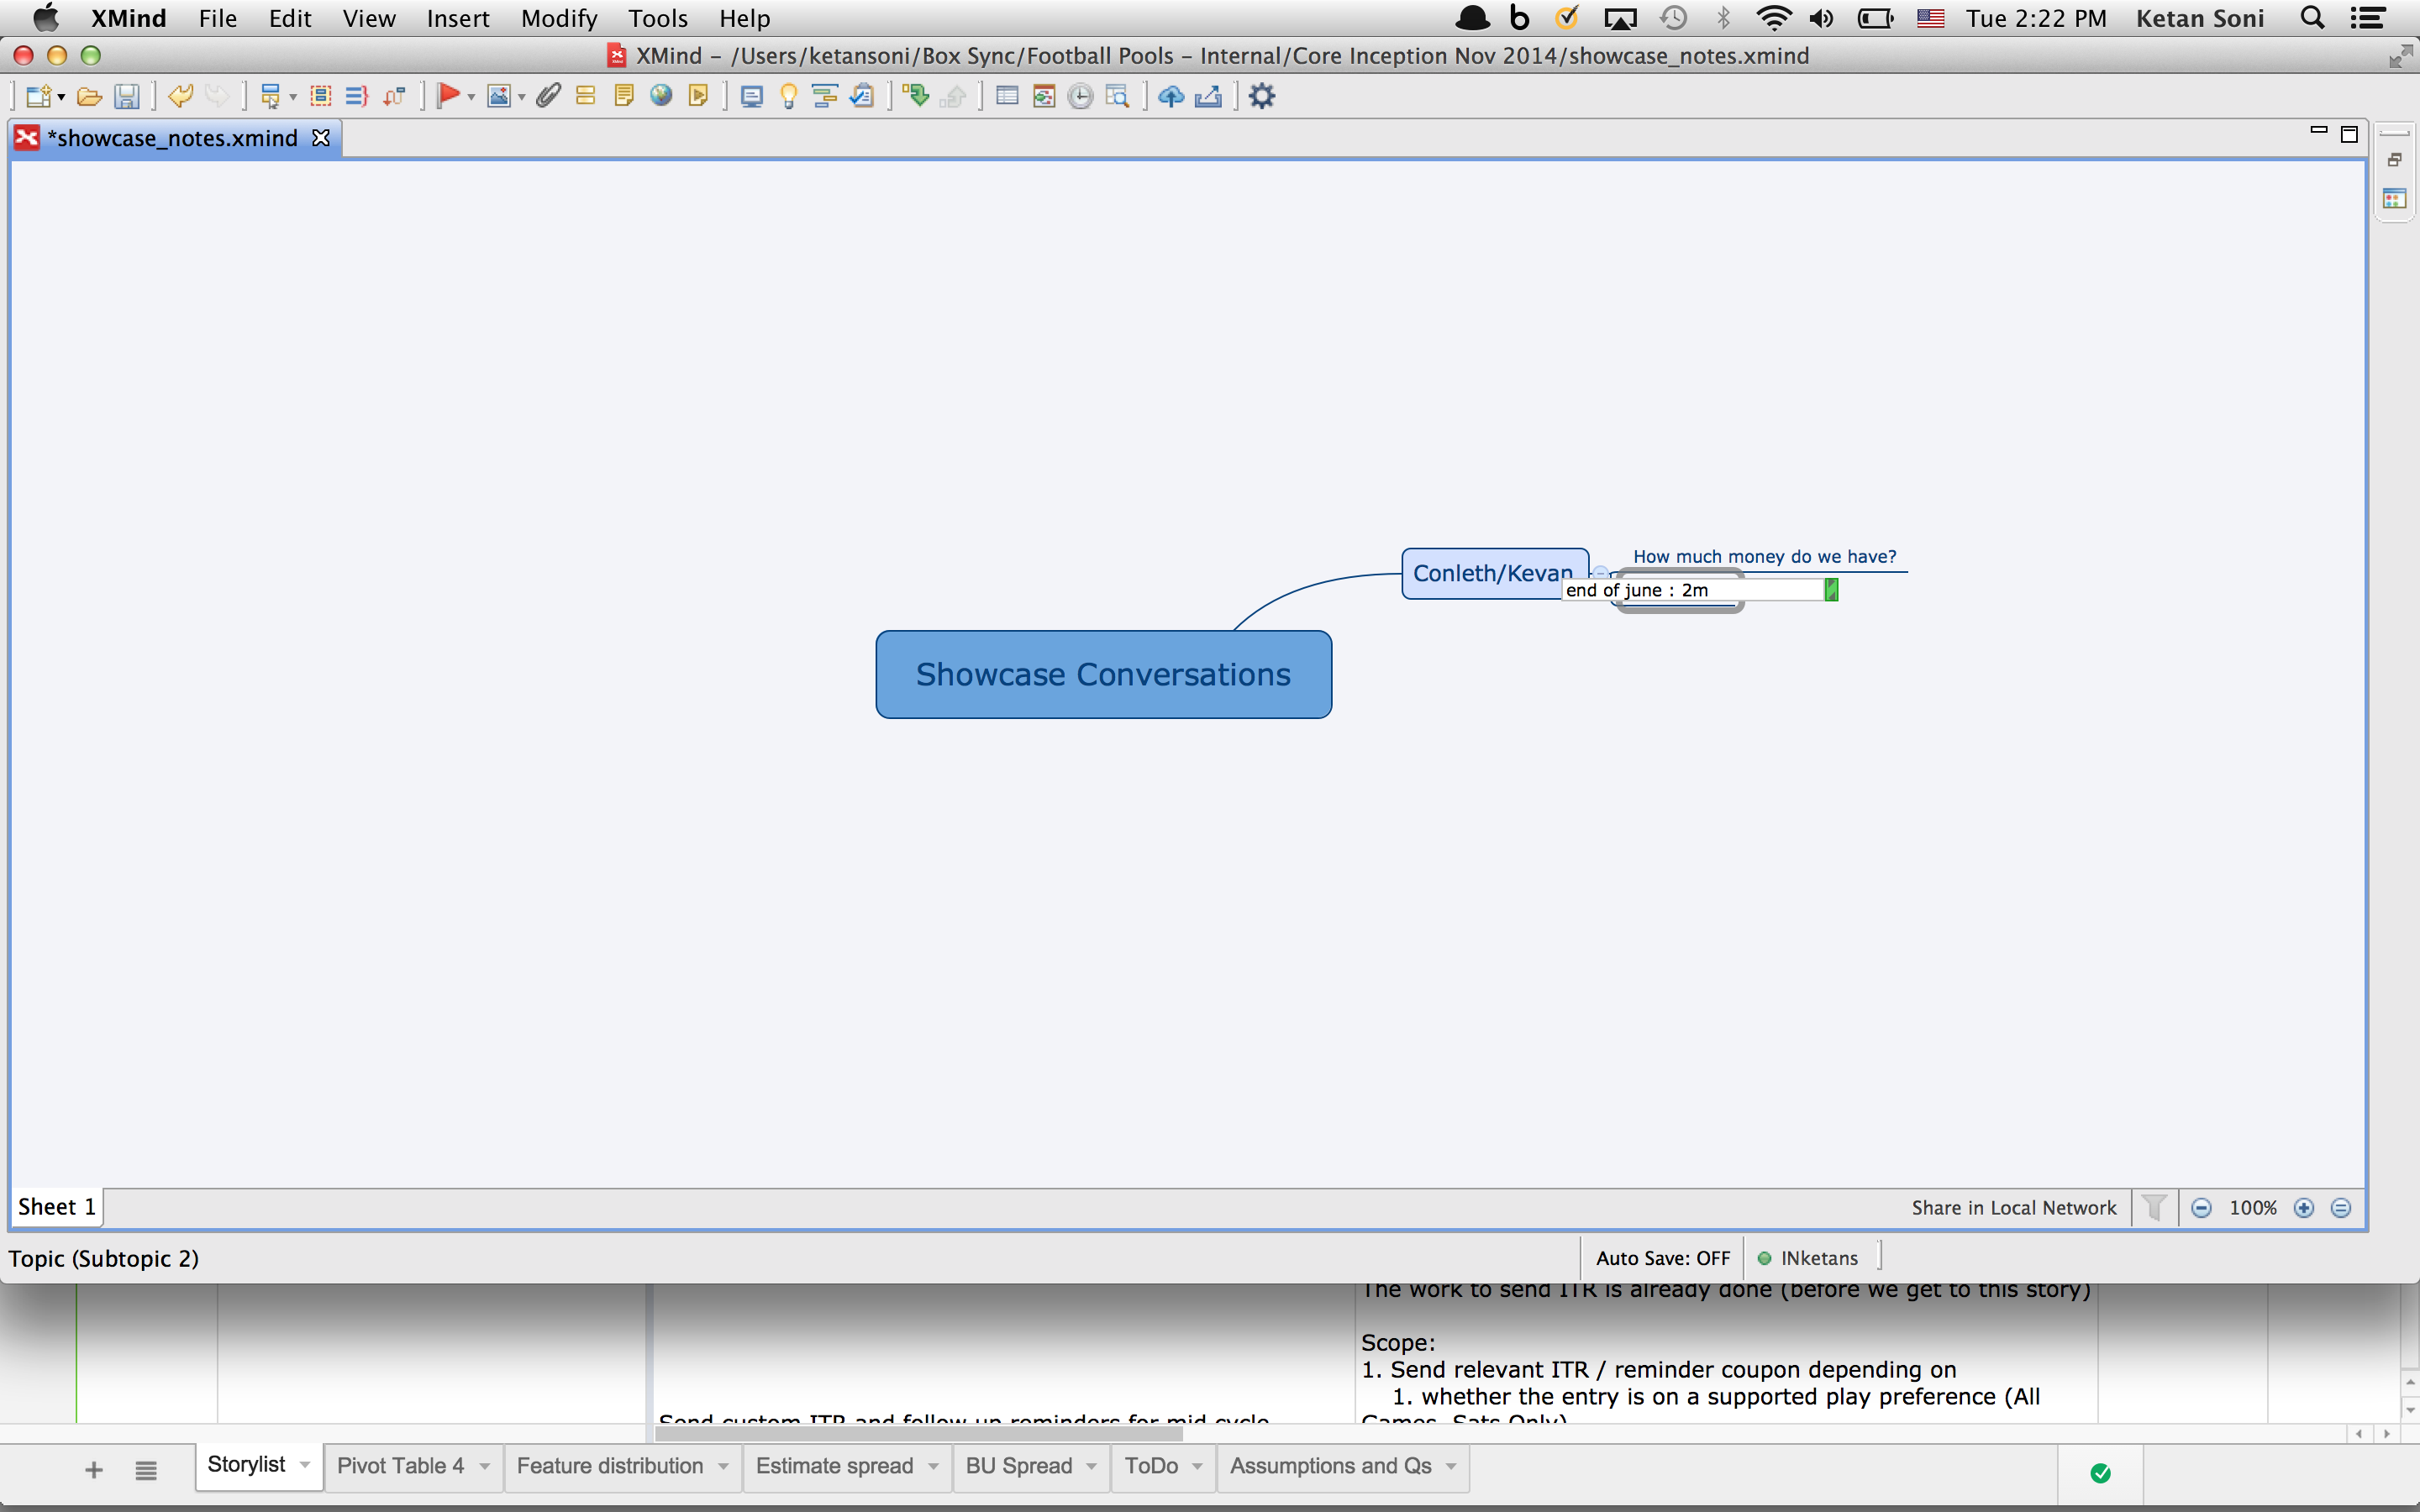 XMind File Edit View Insert Modify Tools Help Tue 2:22 PM Ketan Soni
XMind – /Users/ketansoni/Box Sync/Football Pools – Internal/Core Inception Nov 2014/showcase_notes.xmind
*showcase_notes.xmind
How much money do we have?
Conleth/Kevan
end of june : 2m
Showcase Conversations
Sheet 1 Share in Local Network 100%
Topic (Subtopic 2) Auto Save: OFF INketans
The work to send ITR is already done (before we get to this story)
Scope:
1. Send relevant ITR / reminder coupon depending on
1. whether the entry is on a supported play preference (All
Send custom ITR and follow up reminders for mid cycle
Games, Sats Only)
Storylist Pivot Table 4 Feature distribution Estimate spread BU Spread ToDo Assumptions and Qs